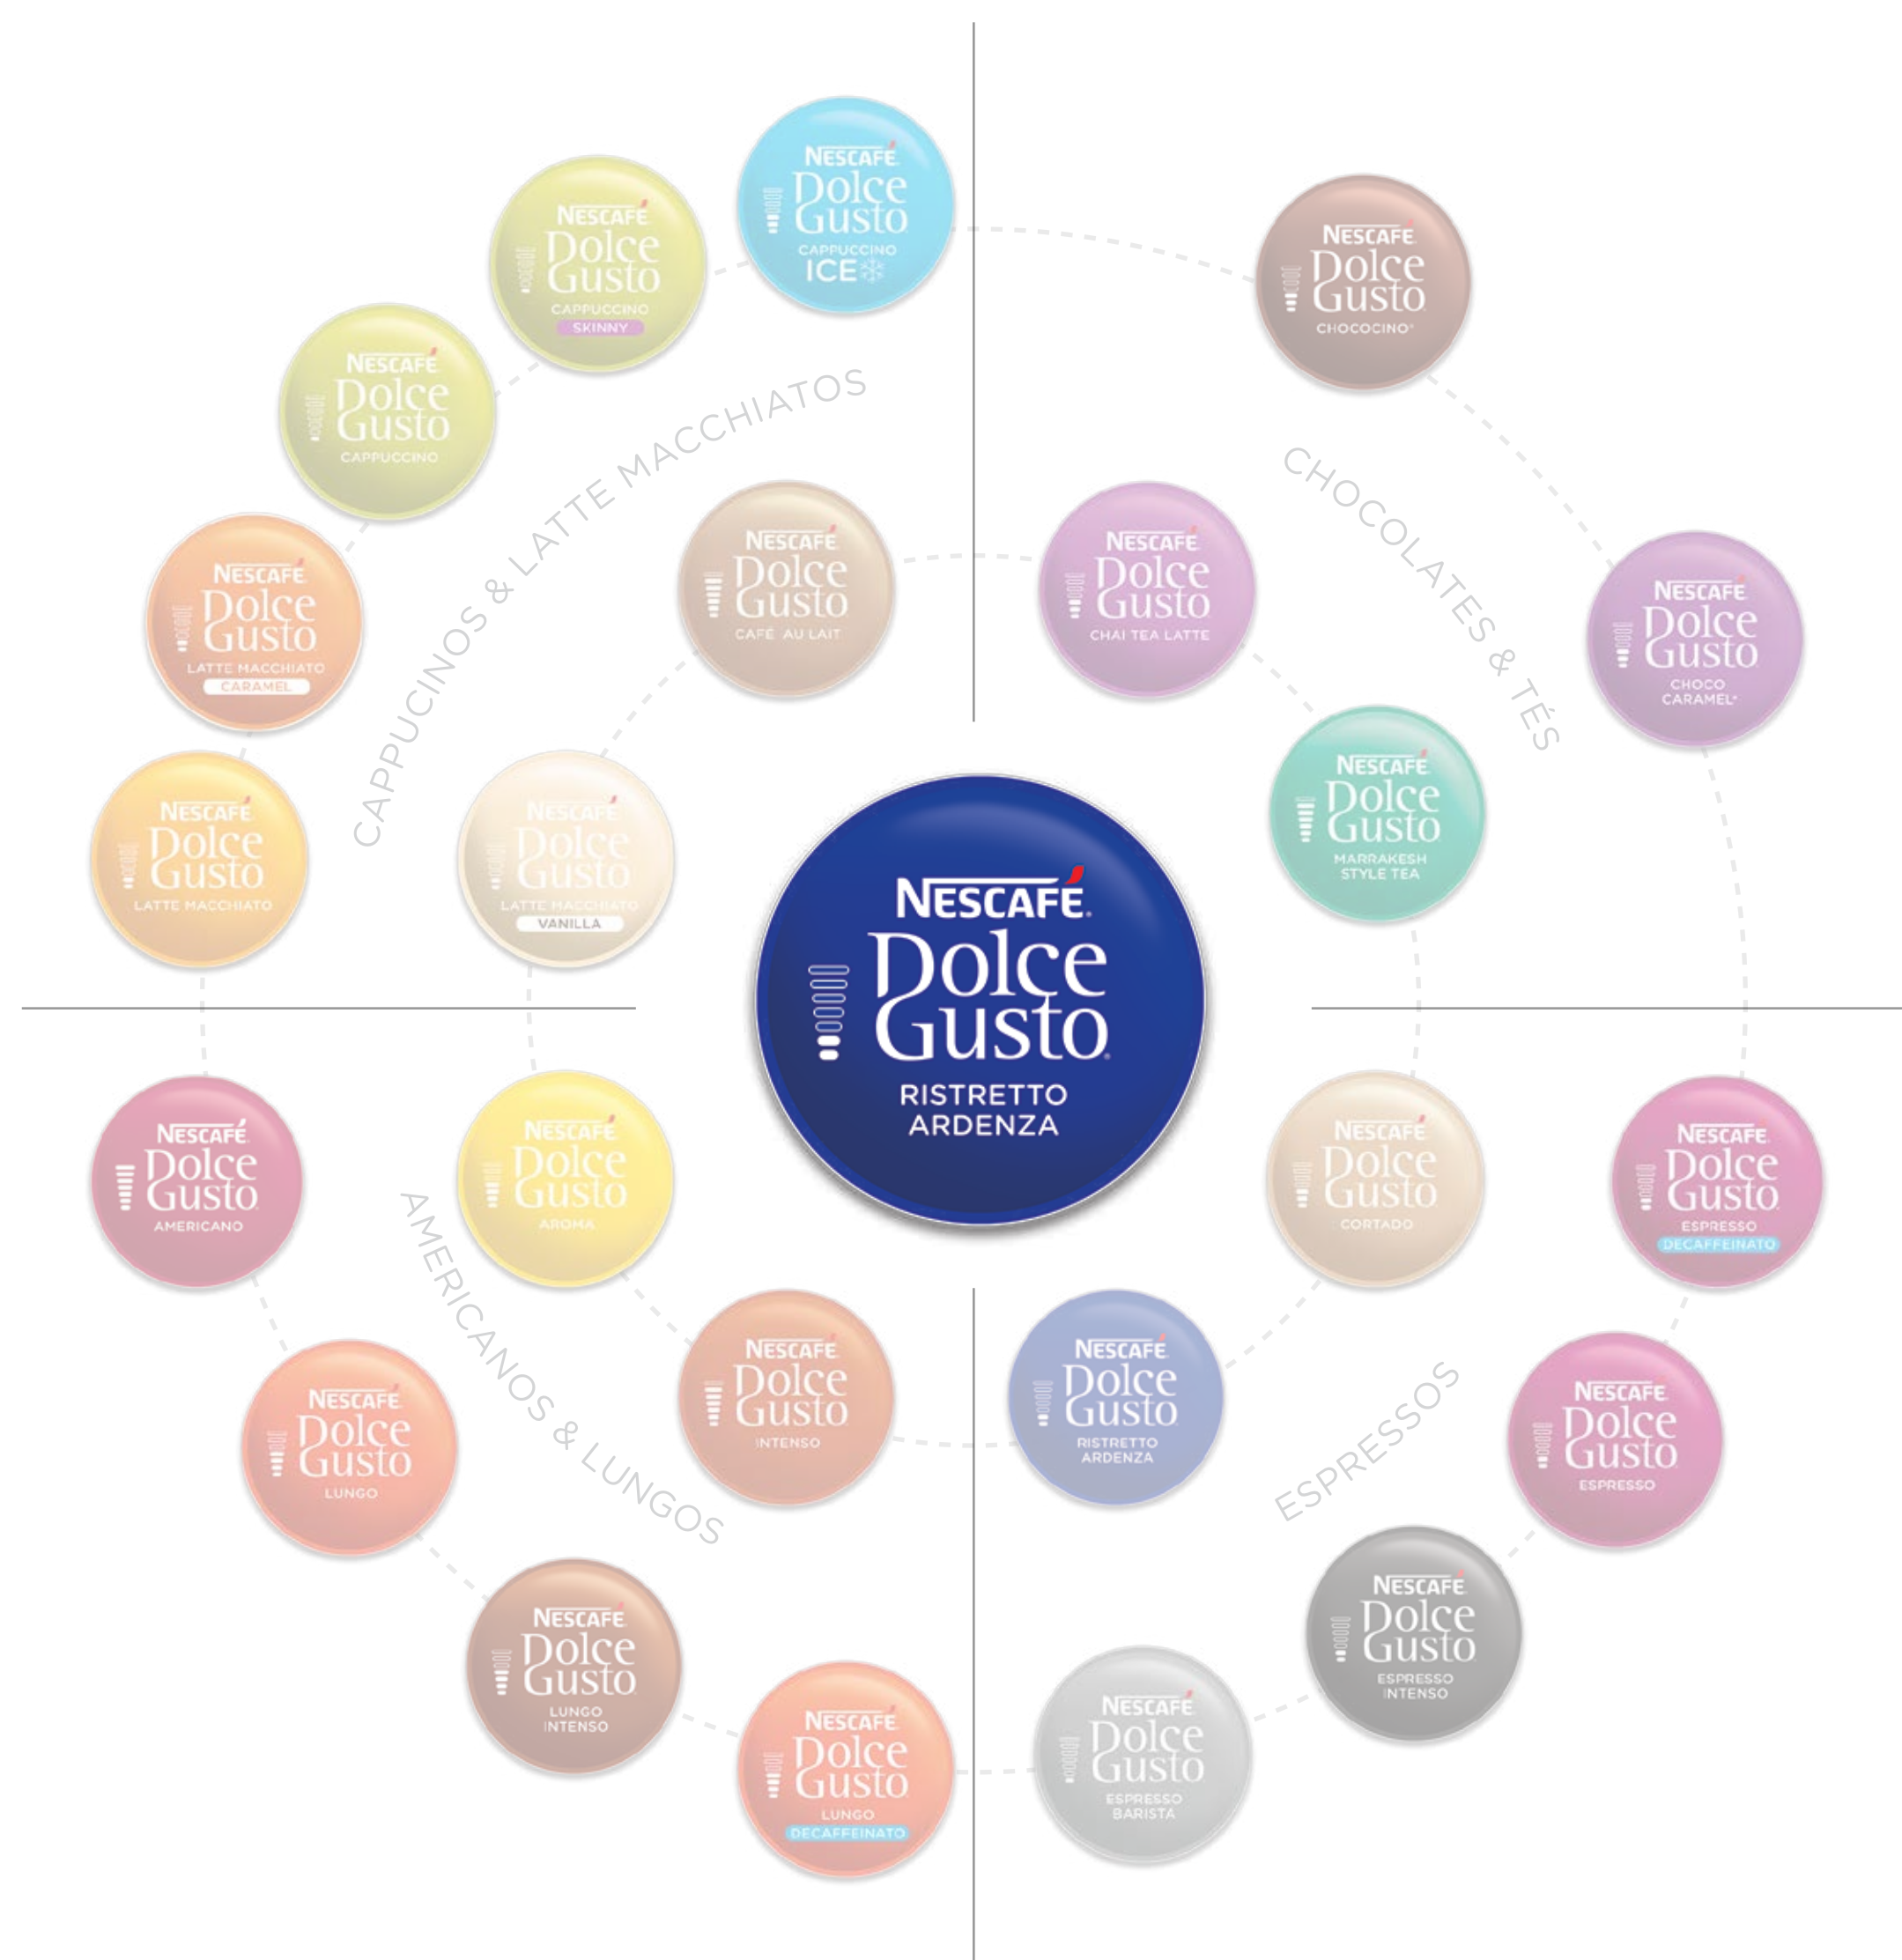 NESCAFÉ
Dolce
Gusto
CAPPUCCINO
ICE
NESCAFÉ
Dolce
Gusto
CAPPUCCINO
SKINNY
NESCAFÉ
Dolce
Gusto
CHOCOCINO*
NESCAFÉ
Dolce
Gusto
CAPPUCCINO
CAPPUCINOS & LATTE MACCHIATOS
CHOCOLATES & TÉS
NESCAFÉ
Dolce
Gusto
LATTE MACCHIATO
CARAMEL
NESCAFÉ
Dolce
Gusto
CAFÉ AU LAIT
NESCAFÉ
Dolce
Gusto
CHAI TEA LATTE
NESCAFÉ
Dolce
Gusto
CHOCO
CARAMEL*
NESCAFÉ
Dolce
Gusto
LATTE MACCHIATO
NESCAFÉ
Dolce
Gusto
LATTE MACCHIATO
VANILLA
NESCAFÉ
Dolce
Gusto
MARRAKESH
STYLE TEA
NESCAFÉ.
Dolce
Gusto
RISTRETTO
ARDENZA
NESCAFÉ
Dolce
Gusto
AMERICANO
NESCAFÉ
Dolce
Gusto
AROMA
NESCAFÉ
Dolce
Gusto
CORTADO
NESCAFÉ
Dolce
Gusto
ESPRESSO
DECAFFEINATO
AMERICANOS & LUNGOS
ESPRESSOS
NESCAFÉ
Dolce
Gusto
LUNGO
NESCAFÉ
Dolce
Gusto
INTENSO
NESCAFÉ
Dolce
Gusto
RISTRETTO
ARDENZA
NESCAFÉ
Dolce
Gusto
ESPRESSO
NESCAFÉ
Dolce
Gusto
LUNGO
INTENSO
NESCAFÉ
Dolce
Gusto
ESPRESSO
INTENSO
NESCAFÉ
Dolce
Gusto
LUNGO
DECAFFEINATO
NESCAFÉ
Dolce
Gusto
ESPRESSO
BARISTA